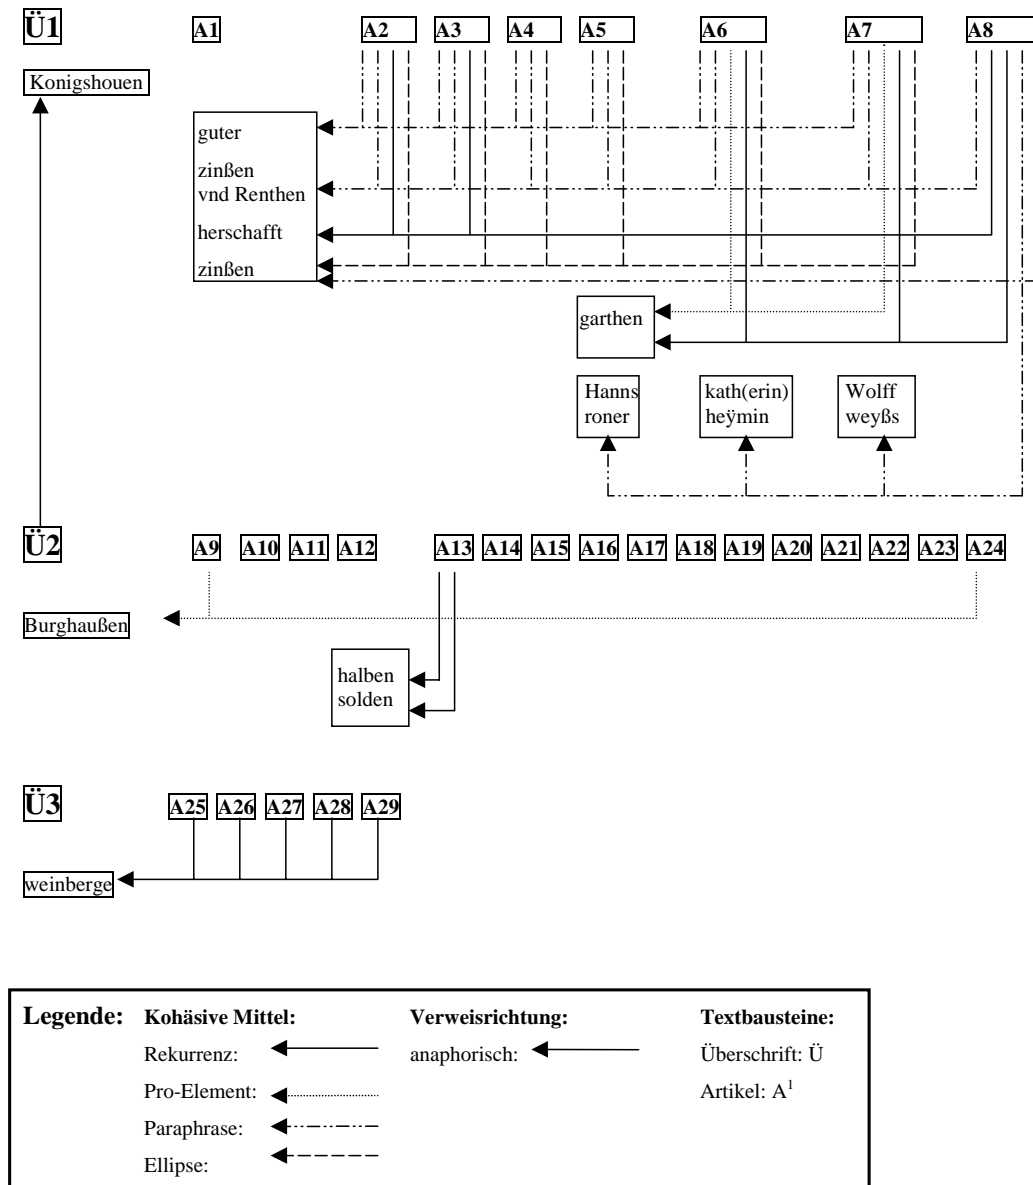 Ü1 A1 A2 A3 A4 A5 A6 A7 A8
Konigshouen
guter
zinßen
vnd Renthen
herschafft
zinßen
garthen
Hanns kath(erin) Wolff
roner heÿmin weyßs
Ü2 A9 A10 A11 A12 A13 A14 A15 A16 A17 A18 A19 A20 A21 A22 A23 A24
Burghaußen
halben
solden
Ü3 A25 A26 A27 A28 A29
weinberge
Legende: Kohäsive Mittel: Verweisrichtung: Textbausteine:
Rekurrenz: anaphorisch: Überschrift: Ü
Pro-Element: Artikel: A¹
Paraphrase:
Ellipse: